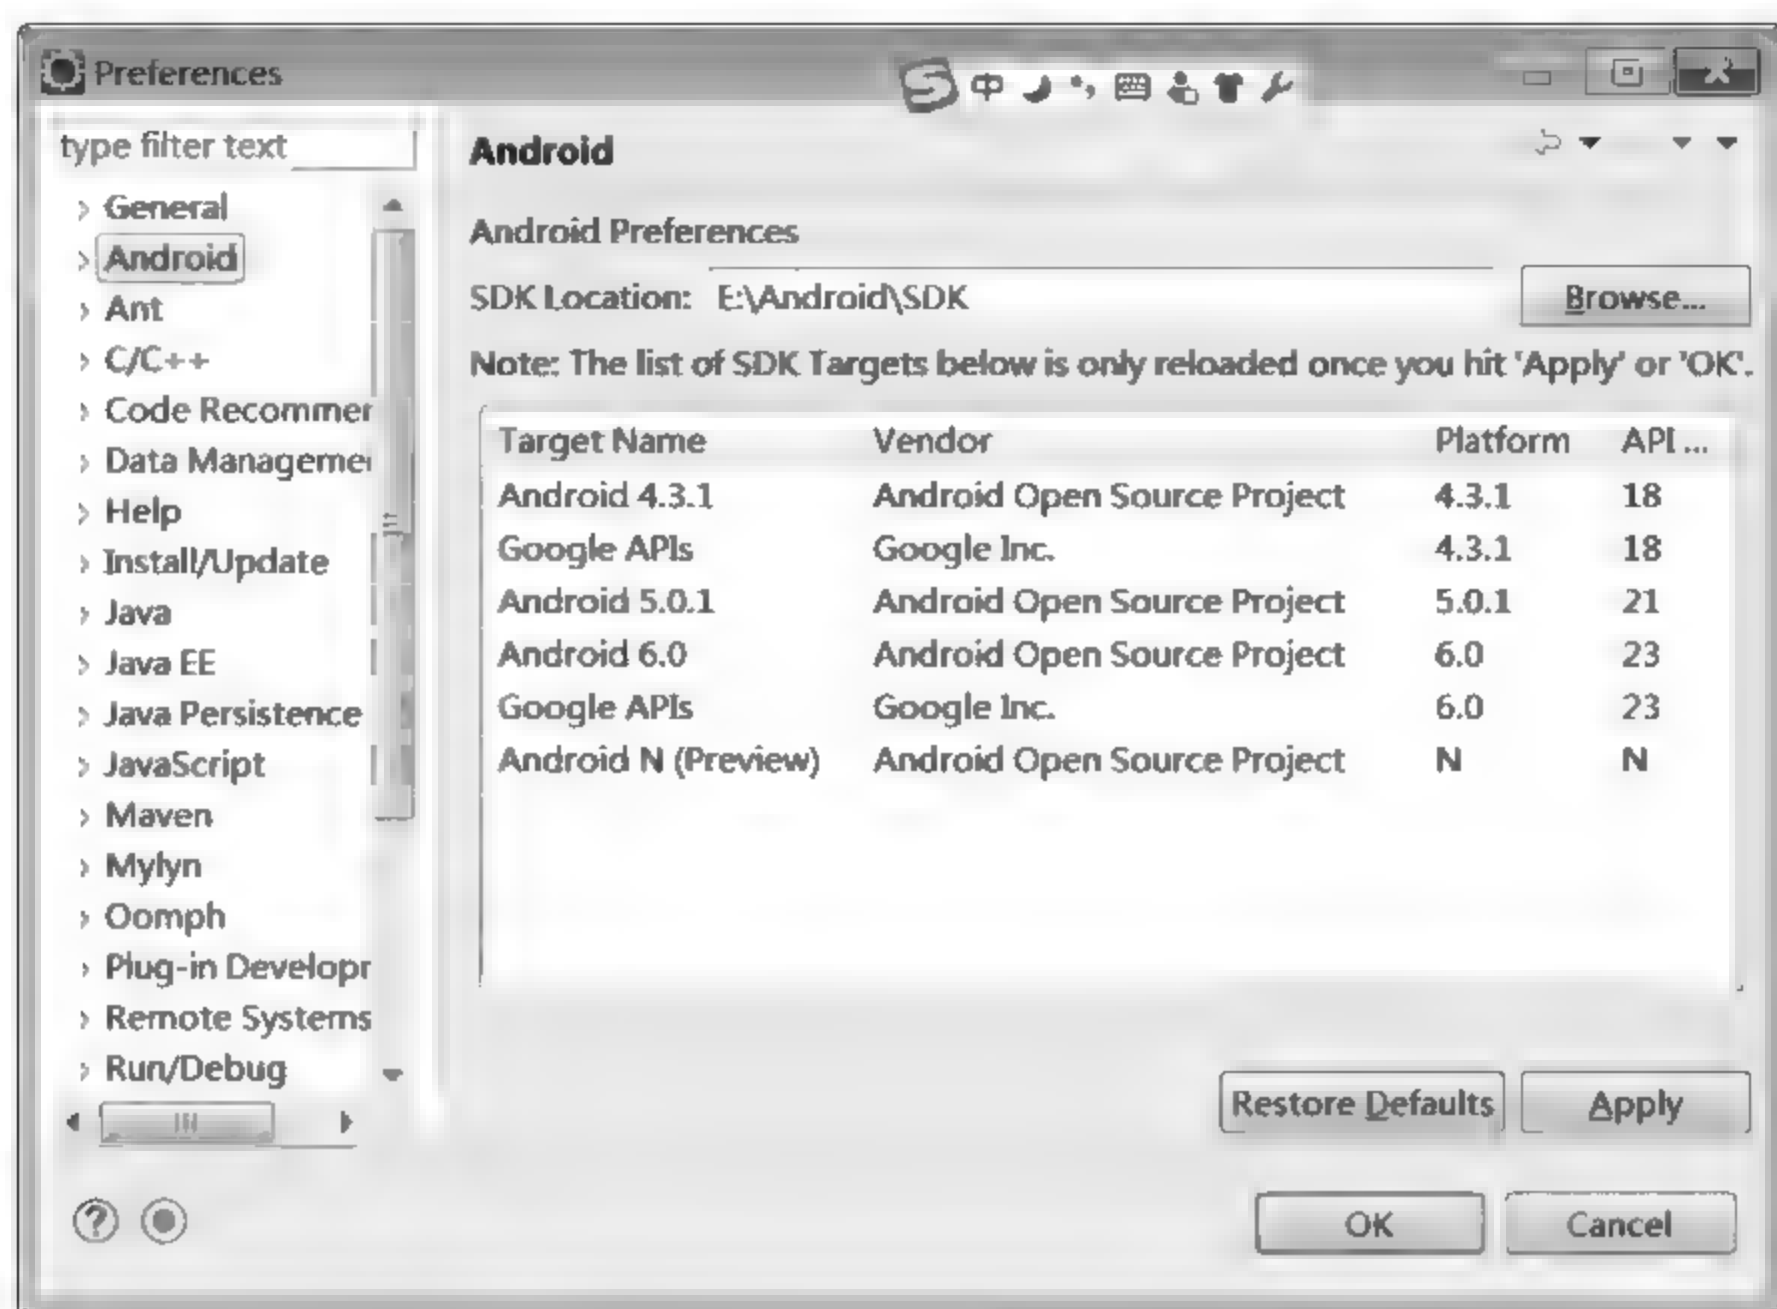 Preferences
中
type filter text
General
Android
Ant
C/C++
Code Recommer
Data Managemei
Help
Install/Update
Java
Java EE
Java Persistence
JavaScript
Maven
Mylyn
Oomph
Plug-in Developr
Remote Systems
Run/Debug
Android
Android Preferences
SDK Location: E:\Android\SDK Browse...
Note: The list of SDK Targets below is only reloaded once you hit 'Apply' or 'OK'.
Target Name Vendor Platform API ...
Android 4.3.1 Android Open Source Project 4.3.1 18
Google APIs Google Inc. 4.3.1 18
Android 5.0.1 Android Open Source Project 5.0.1 21
Android 6.0 Android Open Source Project 6.0 23
Google APIs Google Inc. 6.0 23
Android N (Preview) Android Open Source Project N N
Restore Defaults Apply
OK Cancel